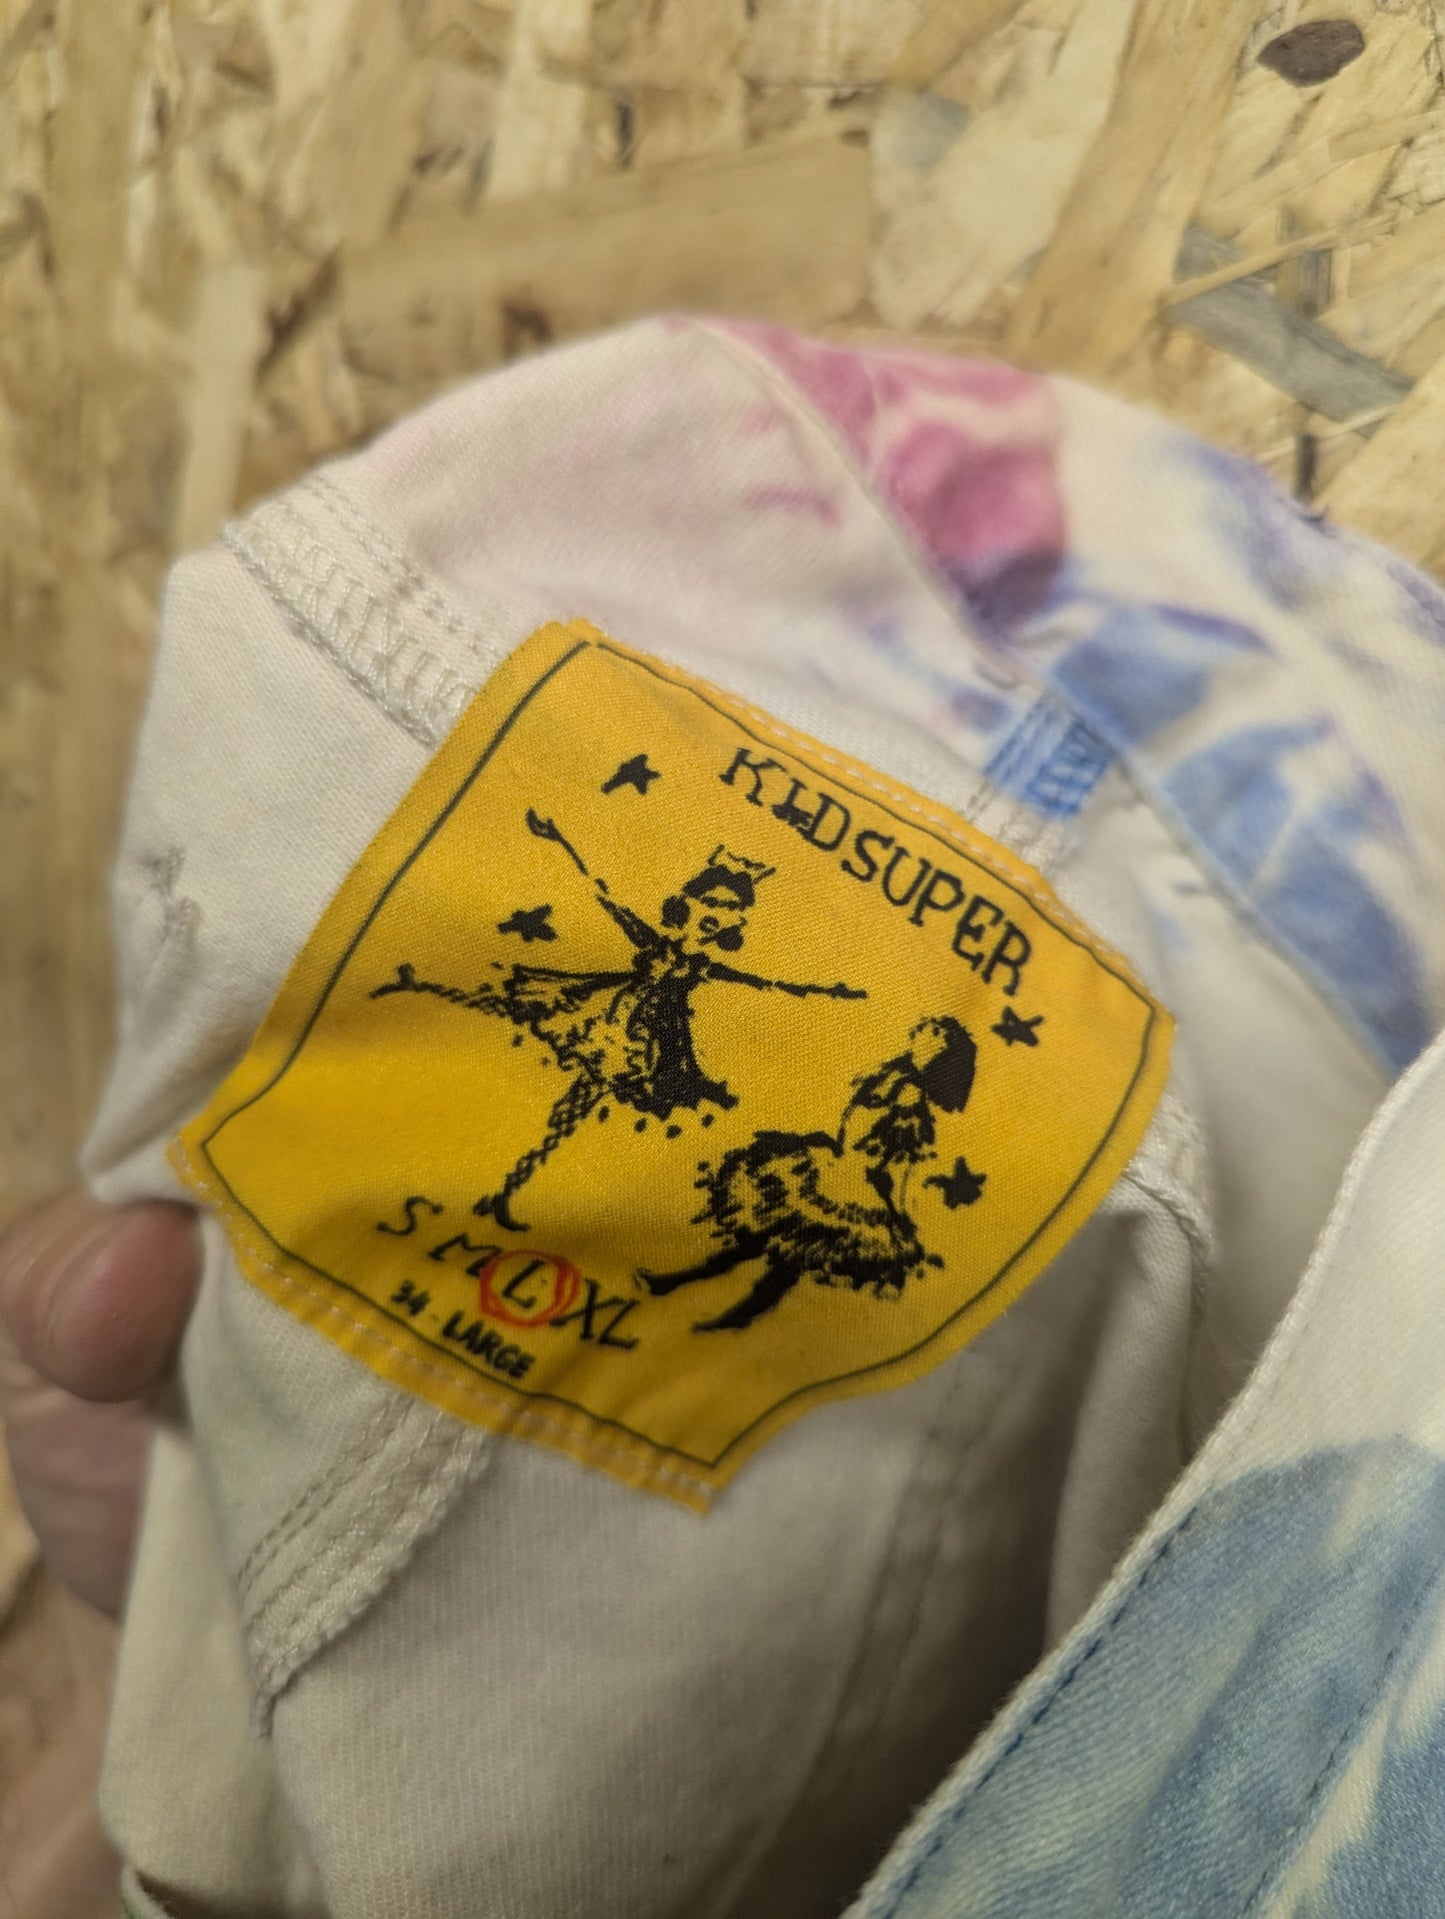 KIDSUPER
S M L XL
34 - LARGE